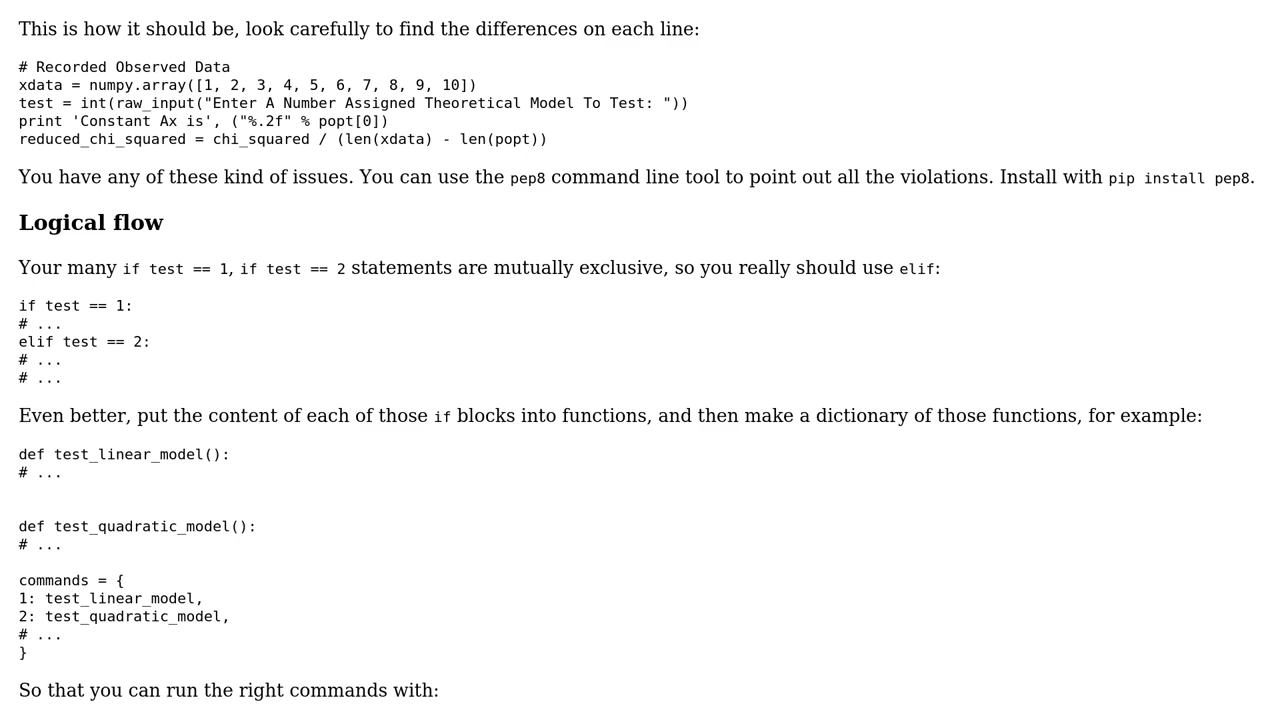 This is how it should be, look carefully to find the differences on each line:
# Recorded Observed Data
xdata = numpy.array([1, 2, 3, 4, 5, 6, 7, 8, 9, 10])
test = int(raw_input("Enter A Number Assigned Theoretical Model To Test: "))
print 'Constant Ax is', ("%.2f" % popt[0])
reduced_chi_squared = chi_squared / (len(xdata) - len(popt))
You have any of these kind of issues. You can use the pep8 command line tool to point out all the violations. Install with pip install pep8.
Logical flow
Your many if test == 1, if test == 2 statements are mutually exclusive, so you really should use elif:
if test == 1:
# ...
elif test == 2:
# ...
# ...
Even better, put the content of each of those if blocks into functions, and then make a dictionary of those functions, for example:
def test_linear_model():
# ...
def test_quadratic_model():
# ...
commands = {
1: test_linear_model,
2: test_quadratic_model,
# ...
}
So that you can run the right commands with: